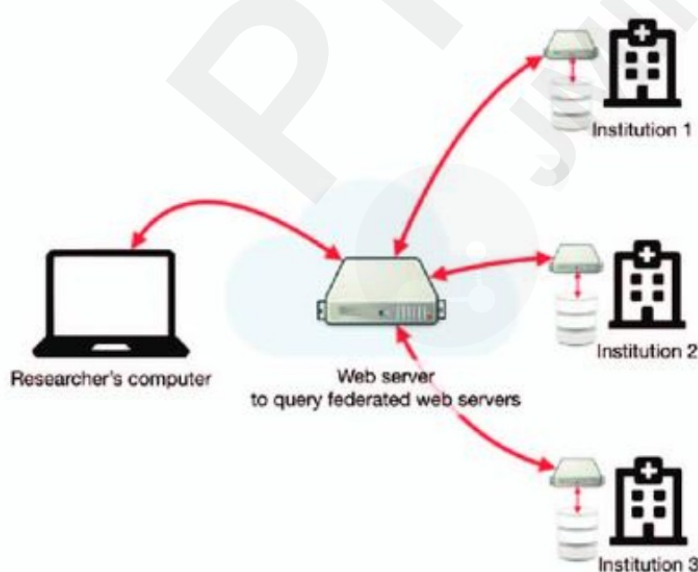 Institution 1
Researcher's computer
Web server
to query federated web servers
Institution 2
Institution 3